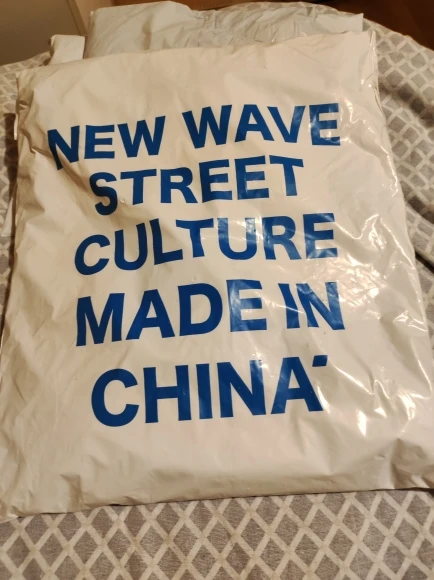 NEW WAVE
STREET
CULTURE
MADE IN
CHINA